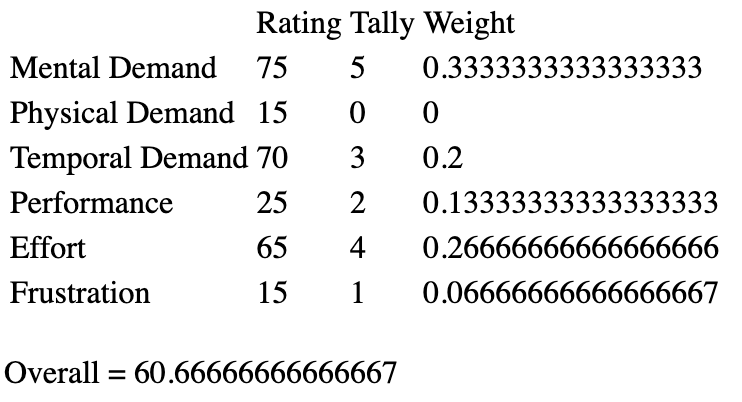 Rating Tally Weight
Mental Demand 75 5 0.3333333333333333
Physical Demand 15 0 0
Temporal Demand 70 3 0.2
Performance 25 2 0.13333333333333333
Effort 65 4 0.26666666666666666
Frustration 15 1 0.06666666666666667
Overall = 60.66666666666667